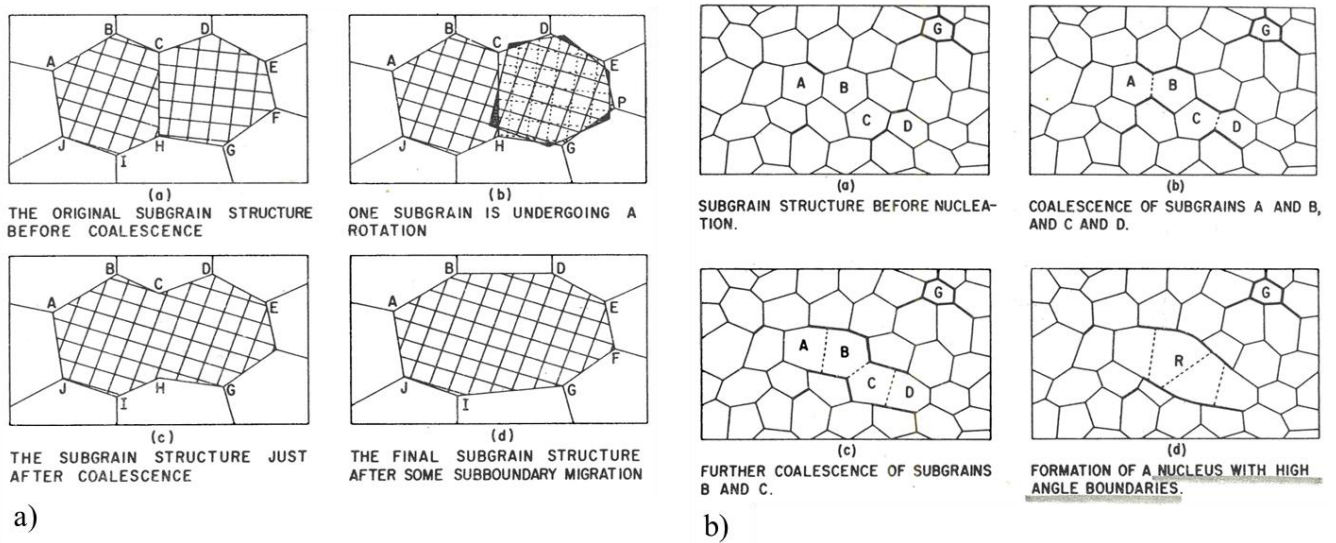 B
C
D
A
E
F
J
I
H
G
(a)
THE ORIGINAL SUBGRAIN STRUCTURE
BEFORE COALESCENCE
B
C
D
A
E
P
J
I
H
G
(b)
ONE SUBGRAIN IS UNDERGOING A
ROTATION
B
C
D
A
E
F
J
I
H
G
(c)
THE SUBGRAIN STRUCTURE JUST
AFTER COALESCENCE
B
D
A
E
F
J
I
G
(d)
THE FINAL SUBGRAIN STRUCTURE
AFTER SOME SUBBOUNDARY MIGRATION
a)
G
A
B
C
D
(a)
SUBGRAIN STRUCTURE BEFORE NUCLEA-
TION.
G
A
B
C
D
(b)
COALESCENCE OF SUBGRAINS A AND B,
AND C AND D.
G
A
B
C
D
(c)
FURTHER COALESCENCE OF SUBGRAINS
B AND C.
G
R
(d)
FORMATION OF A NUCLEUS WITH HIGH
ANGLE BOUNDARIES.
b)